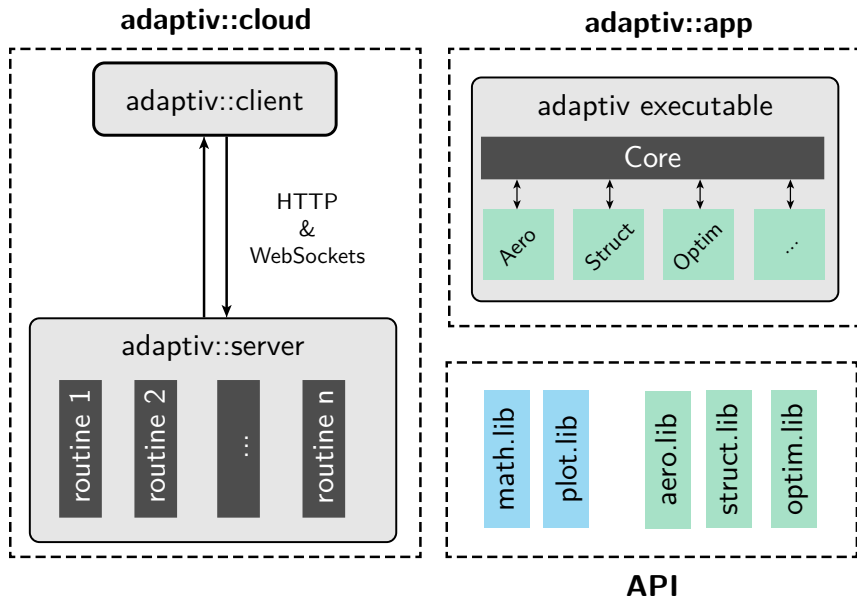 adaptiv::cloud
adaptiv::client
HTTP
&
WebSockets
adaptiv::server
routine 1
routine 2
...
routine n
adaptiv::app
adaptiv executable
Core
Aero
Struct
Optim
...
math.lib
plot.lib
aero.lib
struct.lib
optim.lib
API